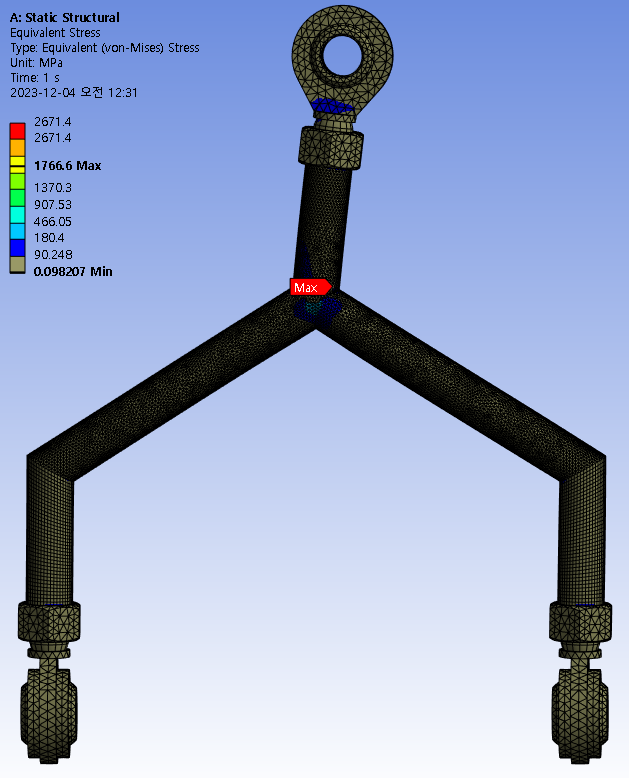 A: Static Structural
Equivalent Stress
Type: Equivalent (von-Mises) Stress
Unit: MPa
Time: 1 s
2023-12-04 오전 12:31
2671.4
2671.4
1766.6 Max
1370.3
907.53
466.05
180.4
90.248
0.098207 Min
Max